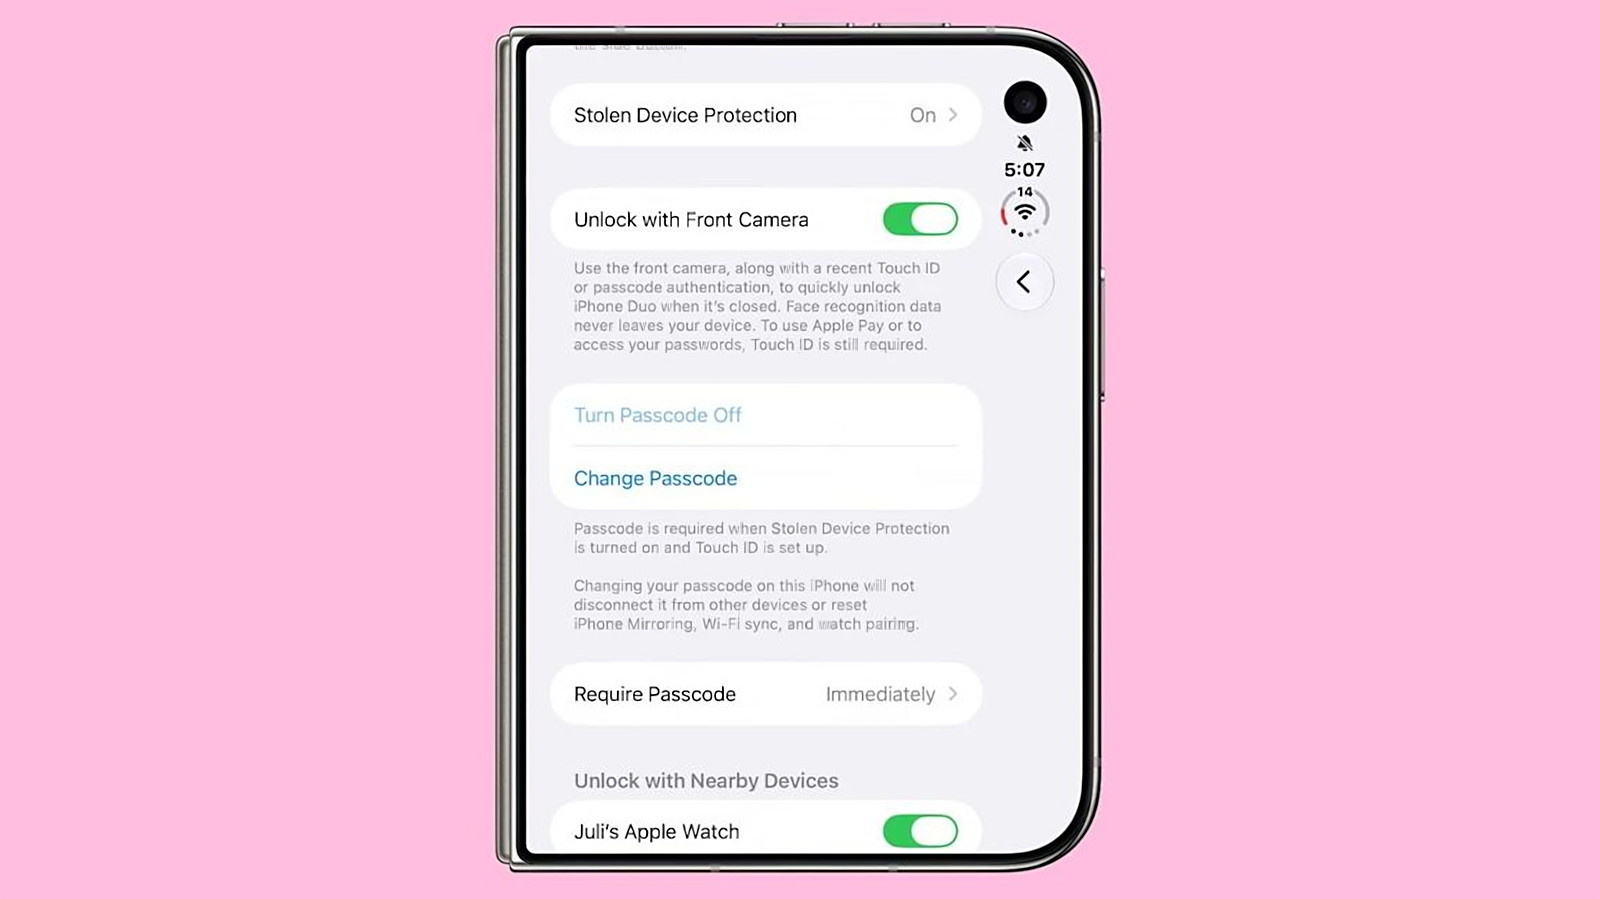 the side button.
Stolen Device Protection On
5:07
14
Unlock with Front Camera
Use the front camera, along with a recent Touch ID
or passcode authentication, to quickly unlock
iPhone Duo when it's closed. Face recognition data
never leaves your device. To use Apple Pay or to
access your passwords, Touch ID is still required.
Turn Passcode Off
Change Passcode
Passcode is required when Stolen Device Protection
is turned on and Touch ID is set up.
Changing your passcode on this iPhone will not
disconnect it from other devices or reset
iPhone Mirroring, Wi-Fi sync, and watch pairing.
Require Passcode Immediately
Unlock with Nearby Devices
Juli's Apple Watch